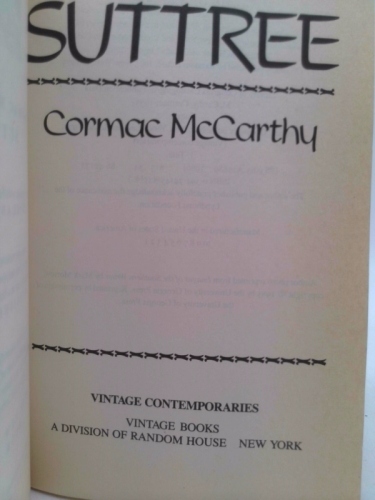 SUTTREE
Cormac McCarthy
VINTAGE CONTEMPORARIES
VINTAGE BOOKS
A DIVISION OF RANDOM HOUSE NEW YORK